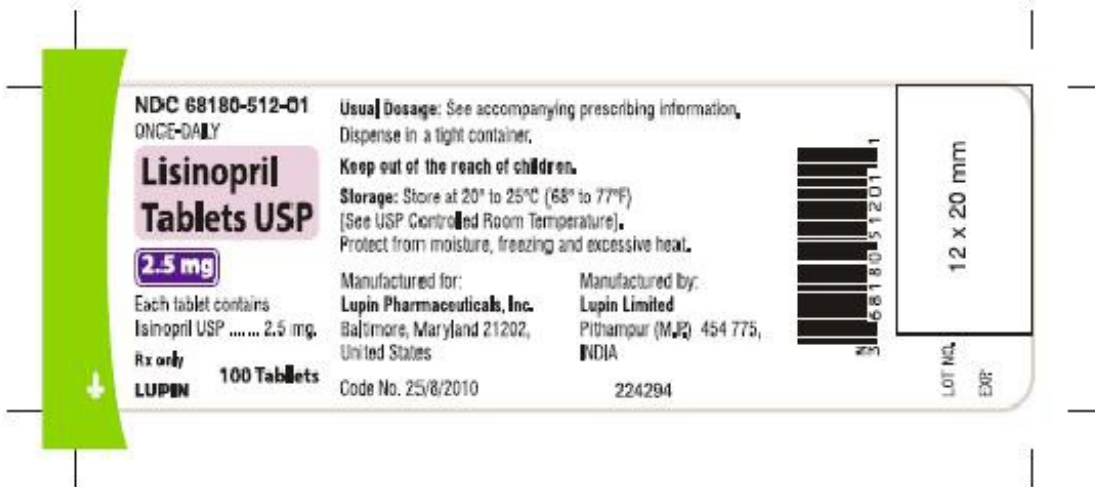 NDC 68180-512-01
ONCE-DAILY
Lisinopril
Tablets USP
2.5 mg
Each tablet contains
lisinopril USP ....... 2.5 mg.
Rx only
100 Tablets
LUPIN
Usual Dosage: See accompanying prescribing information.
Dispense in a tight container.
Keep out of the reach of children.
Storage: Store at 20° to 25°C (68° to 77°F)
[See USP Controlled Room Temperature].
Protect from moisture, freezing and excessive heat.
Manufactured for:
Lupin Pharmaceuticals, Inc.
Baltimore, Maryland 21202,
United States
Manufactured by:
Lupin Limited
Pithampur (M.P.) 454 775,
INDIA
Code No. 25/8/2010
224294
N
3 68180 51201 1
12 x 20 mm
LOT NO.
EXP.